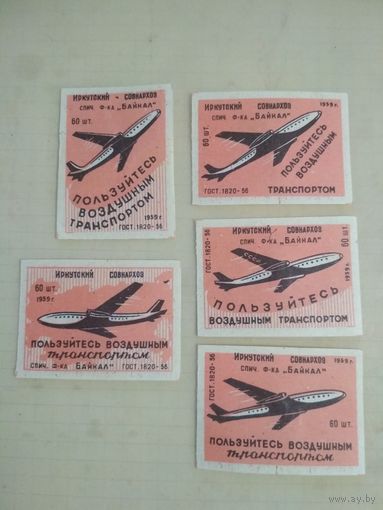 Иркутский - совнархоз
спич. ф-ка „Байкал"
60 шт.
ПОЛЬЗУЙТЕСЬ
ВОЗДУШНЫМ
ТРАНСПОРТОМ
1959 г.
ГОСТ. 1820-56
Иркутский совнархоз
1959 г.
спич. ф-ка „Байкал"
60 шт.
ПОЛЬЗУЙТЕСЬ
ВОЗДУШНЫМ
ГОСТ. 1820-56
ТРАНСПОРТОМ
Иркутский совнархоз
спич. ф-ка „Байкал"
ГОСТ. 1820-56
60 шт.
СССР
1959 г.
ПОЛЬЗУЙТЕСЬ
ВОЗДУШНЫМ ТРАНСПОРТОМ
Иркутский совнархоз
60 шт.
1959 г.
ПОЛЬЗУЙТЕСЬ ВОЗДУШНЫМ
транспортом
спич. ф-ка „Байкал"
ГОСТ. 1820-56
Иркутский совнархоз
1959 г.
спич. ф-ка „Байкал"
ГОСТ. 1820-56
60 шт.
ПОЛЬЗУЙТЕСЬ ВОЗДУШНЫМ
транспортом
www.ay.by